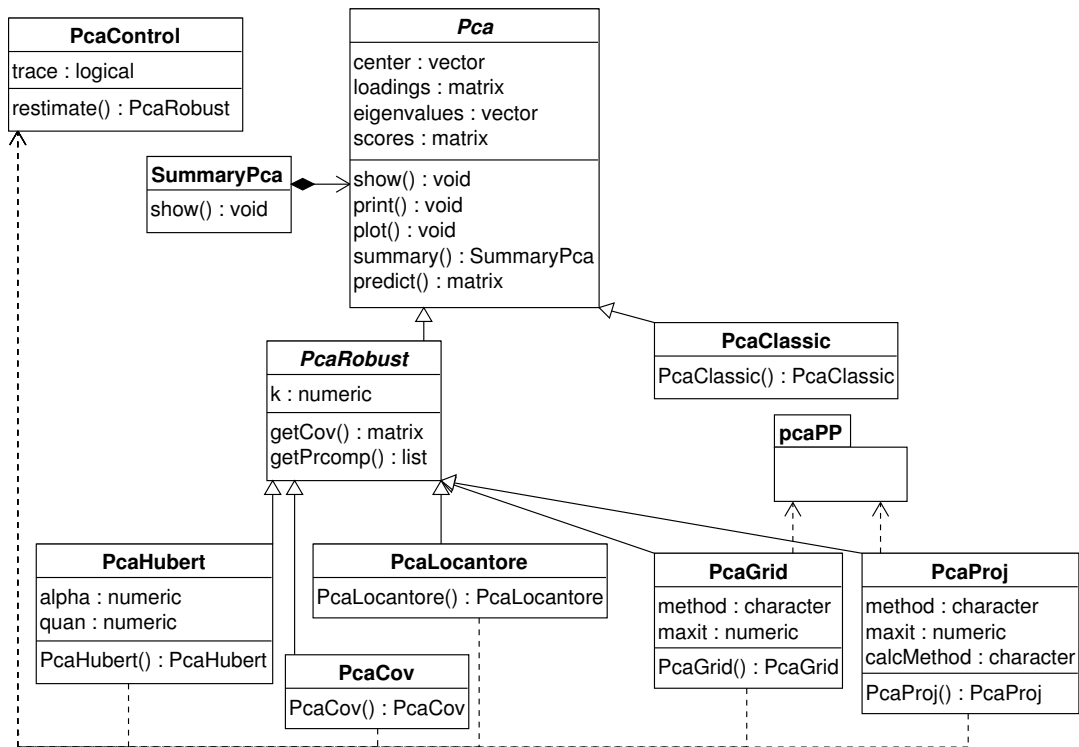 PcaControl
trace : logical
restimate() : PcaRobust
Pca
center : vector
loadings : matrix
eigenvalues : vector
scores : matrix
show() : void
print() : void
plot() : void
summary() : SummaryPca
predict() : matrix
SummaryPca
show() : void
PcaClassic
PcaClassic() : PcaClassic
PcaRobust
k : numeric
getCov() : matrix
getPrcomp() : list
pcaPP
PcaHubert
alpha : numeric
quan : numeric
PcaHubert() : PcaHubert
PcaCov
PcaCov() : PcaCov
PcaLocantore
PcaLocantore() : PcaLocantore
PcaGrid
method : character
maxit : numeric
PcaGrid() : PcaGrid
PcaProj
method : character
maxit : numeric
calcMethod : character
PcaProj() : PcaProj